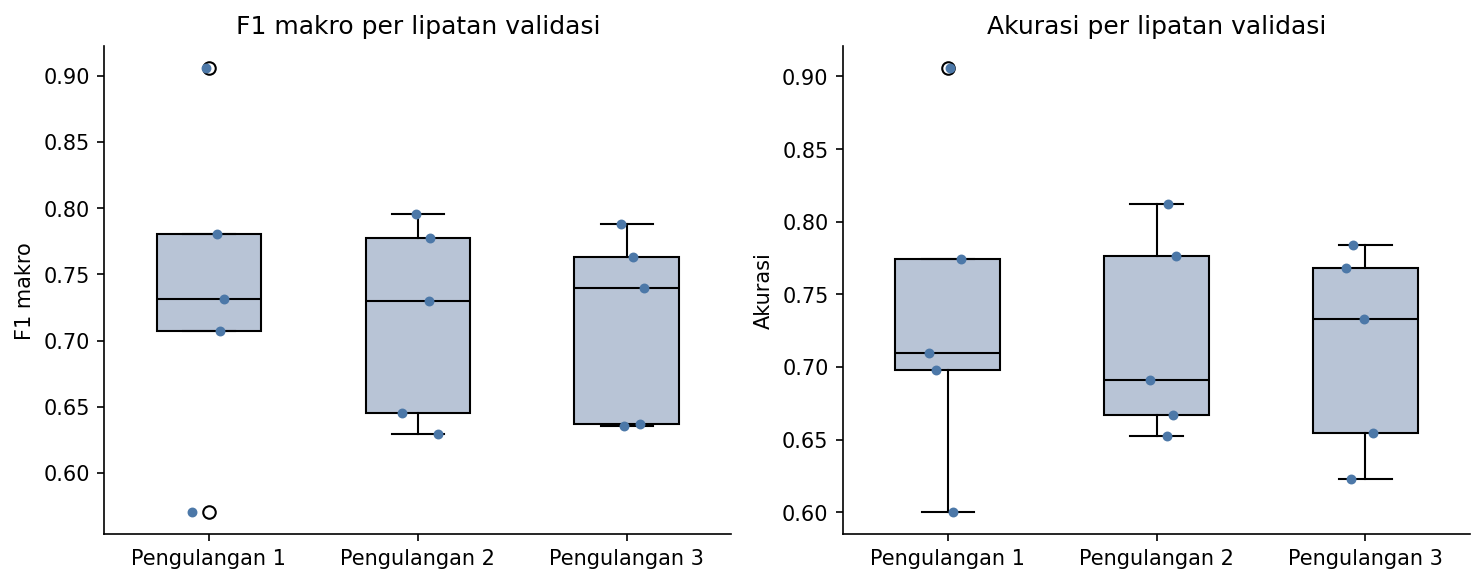 F1 makro per lipatan validasi
F1 makro
0.90
0.85
0.80
0.75
0.70
0.65
0.60
Pengulangan 1
Pengulangan 2
Pengulangan 3
Akurasi per lipatan validasi
Akurasi
0.90
0.85
0.80
0.75
0.70
0.65
0.60
Pengulangan 1
Pengulangan 2
Pengulangan 3